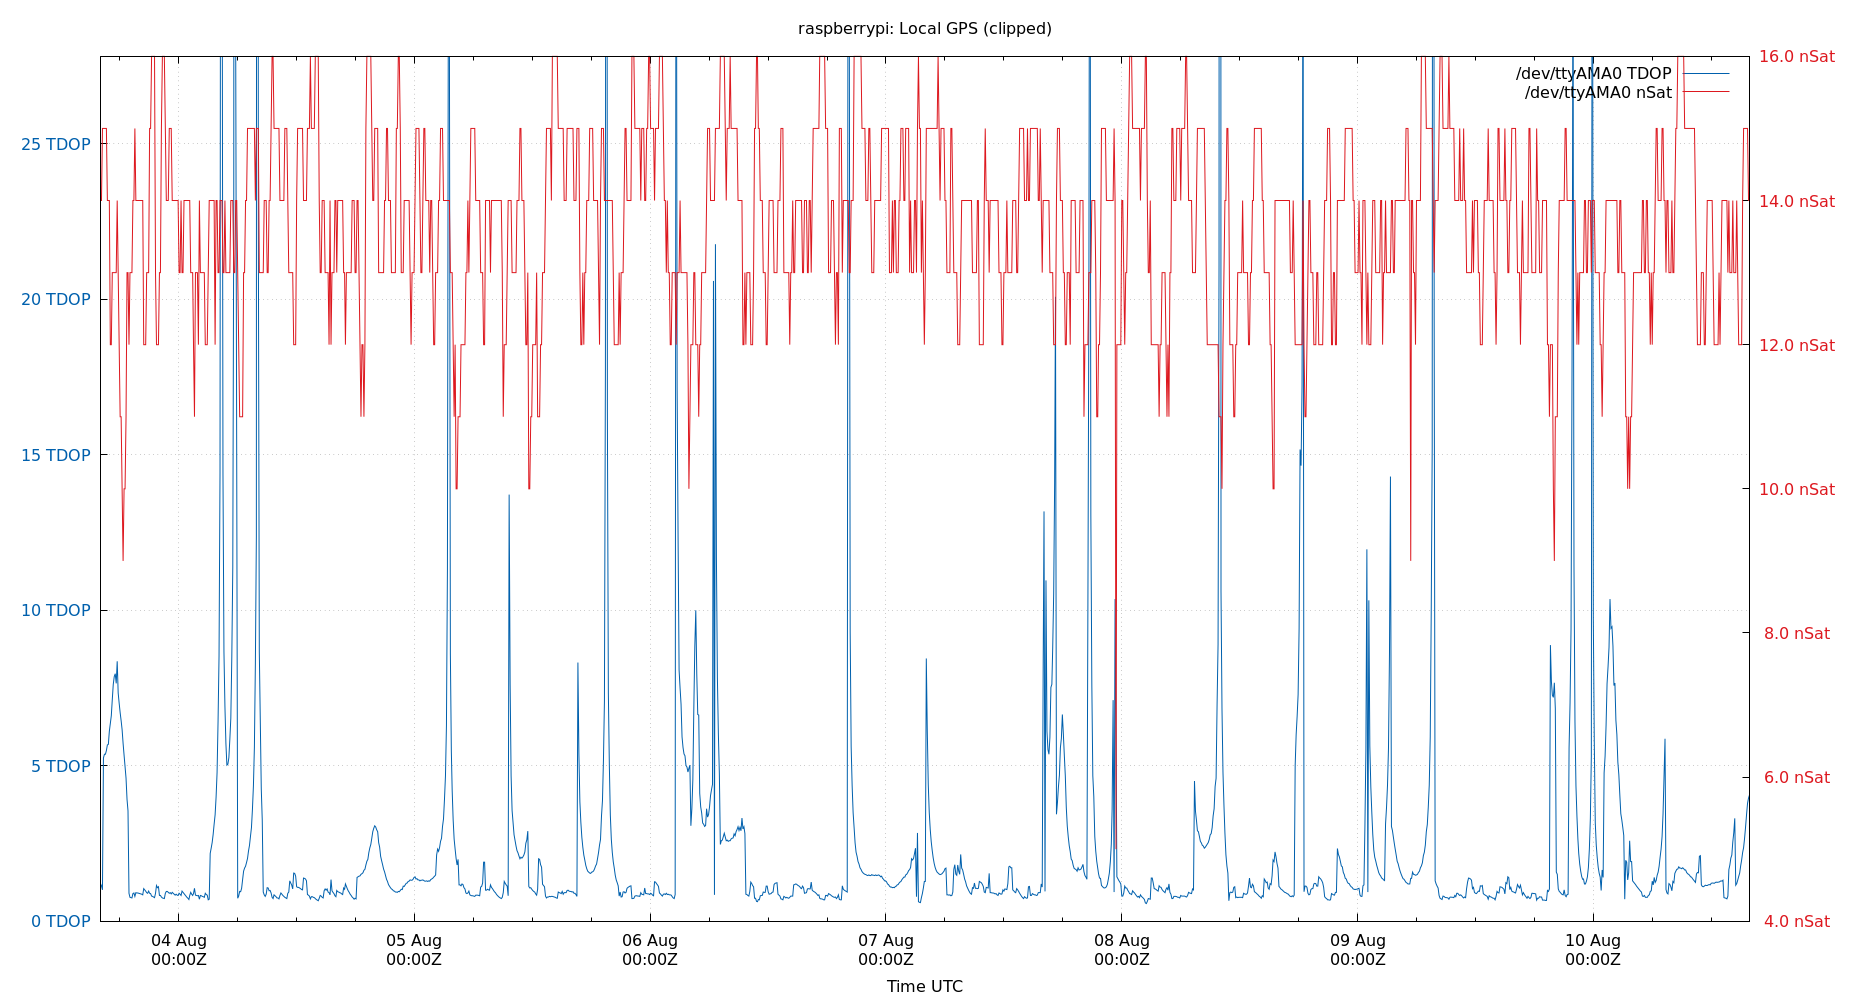 raspberrypi: Local GPS (clipped)
/dev/ttyAMA0 TDOP
/dev/ttyAMA0 nSat
25 TDOP
20 TDOP
15 TDOP
10 TDOP
5 TDOP
0 TDOP
16.0 nSat
14.0 nSat
12.0 nSat
10.0 nSat
8.0 nSat
6.0 nSat
4.0 nSat
04 Aug
00:00Z
05 Aug
00:00Z
06 Aug
00:00Z
07 Aug
00:00Z
08 Aug
00:00Z
09 Aug
00:00Z
10 Aug
00:00Z
Time UTC